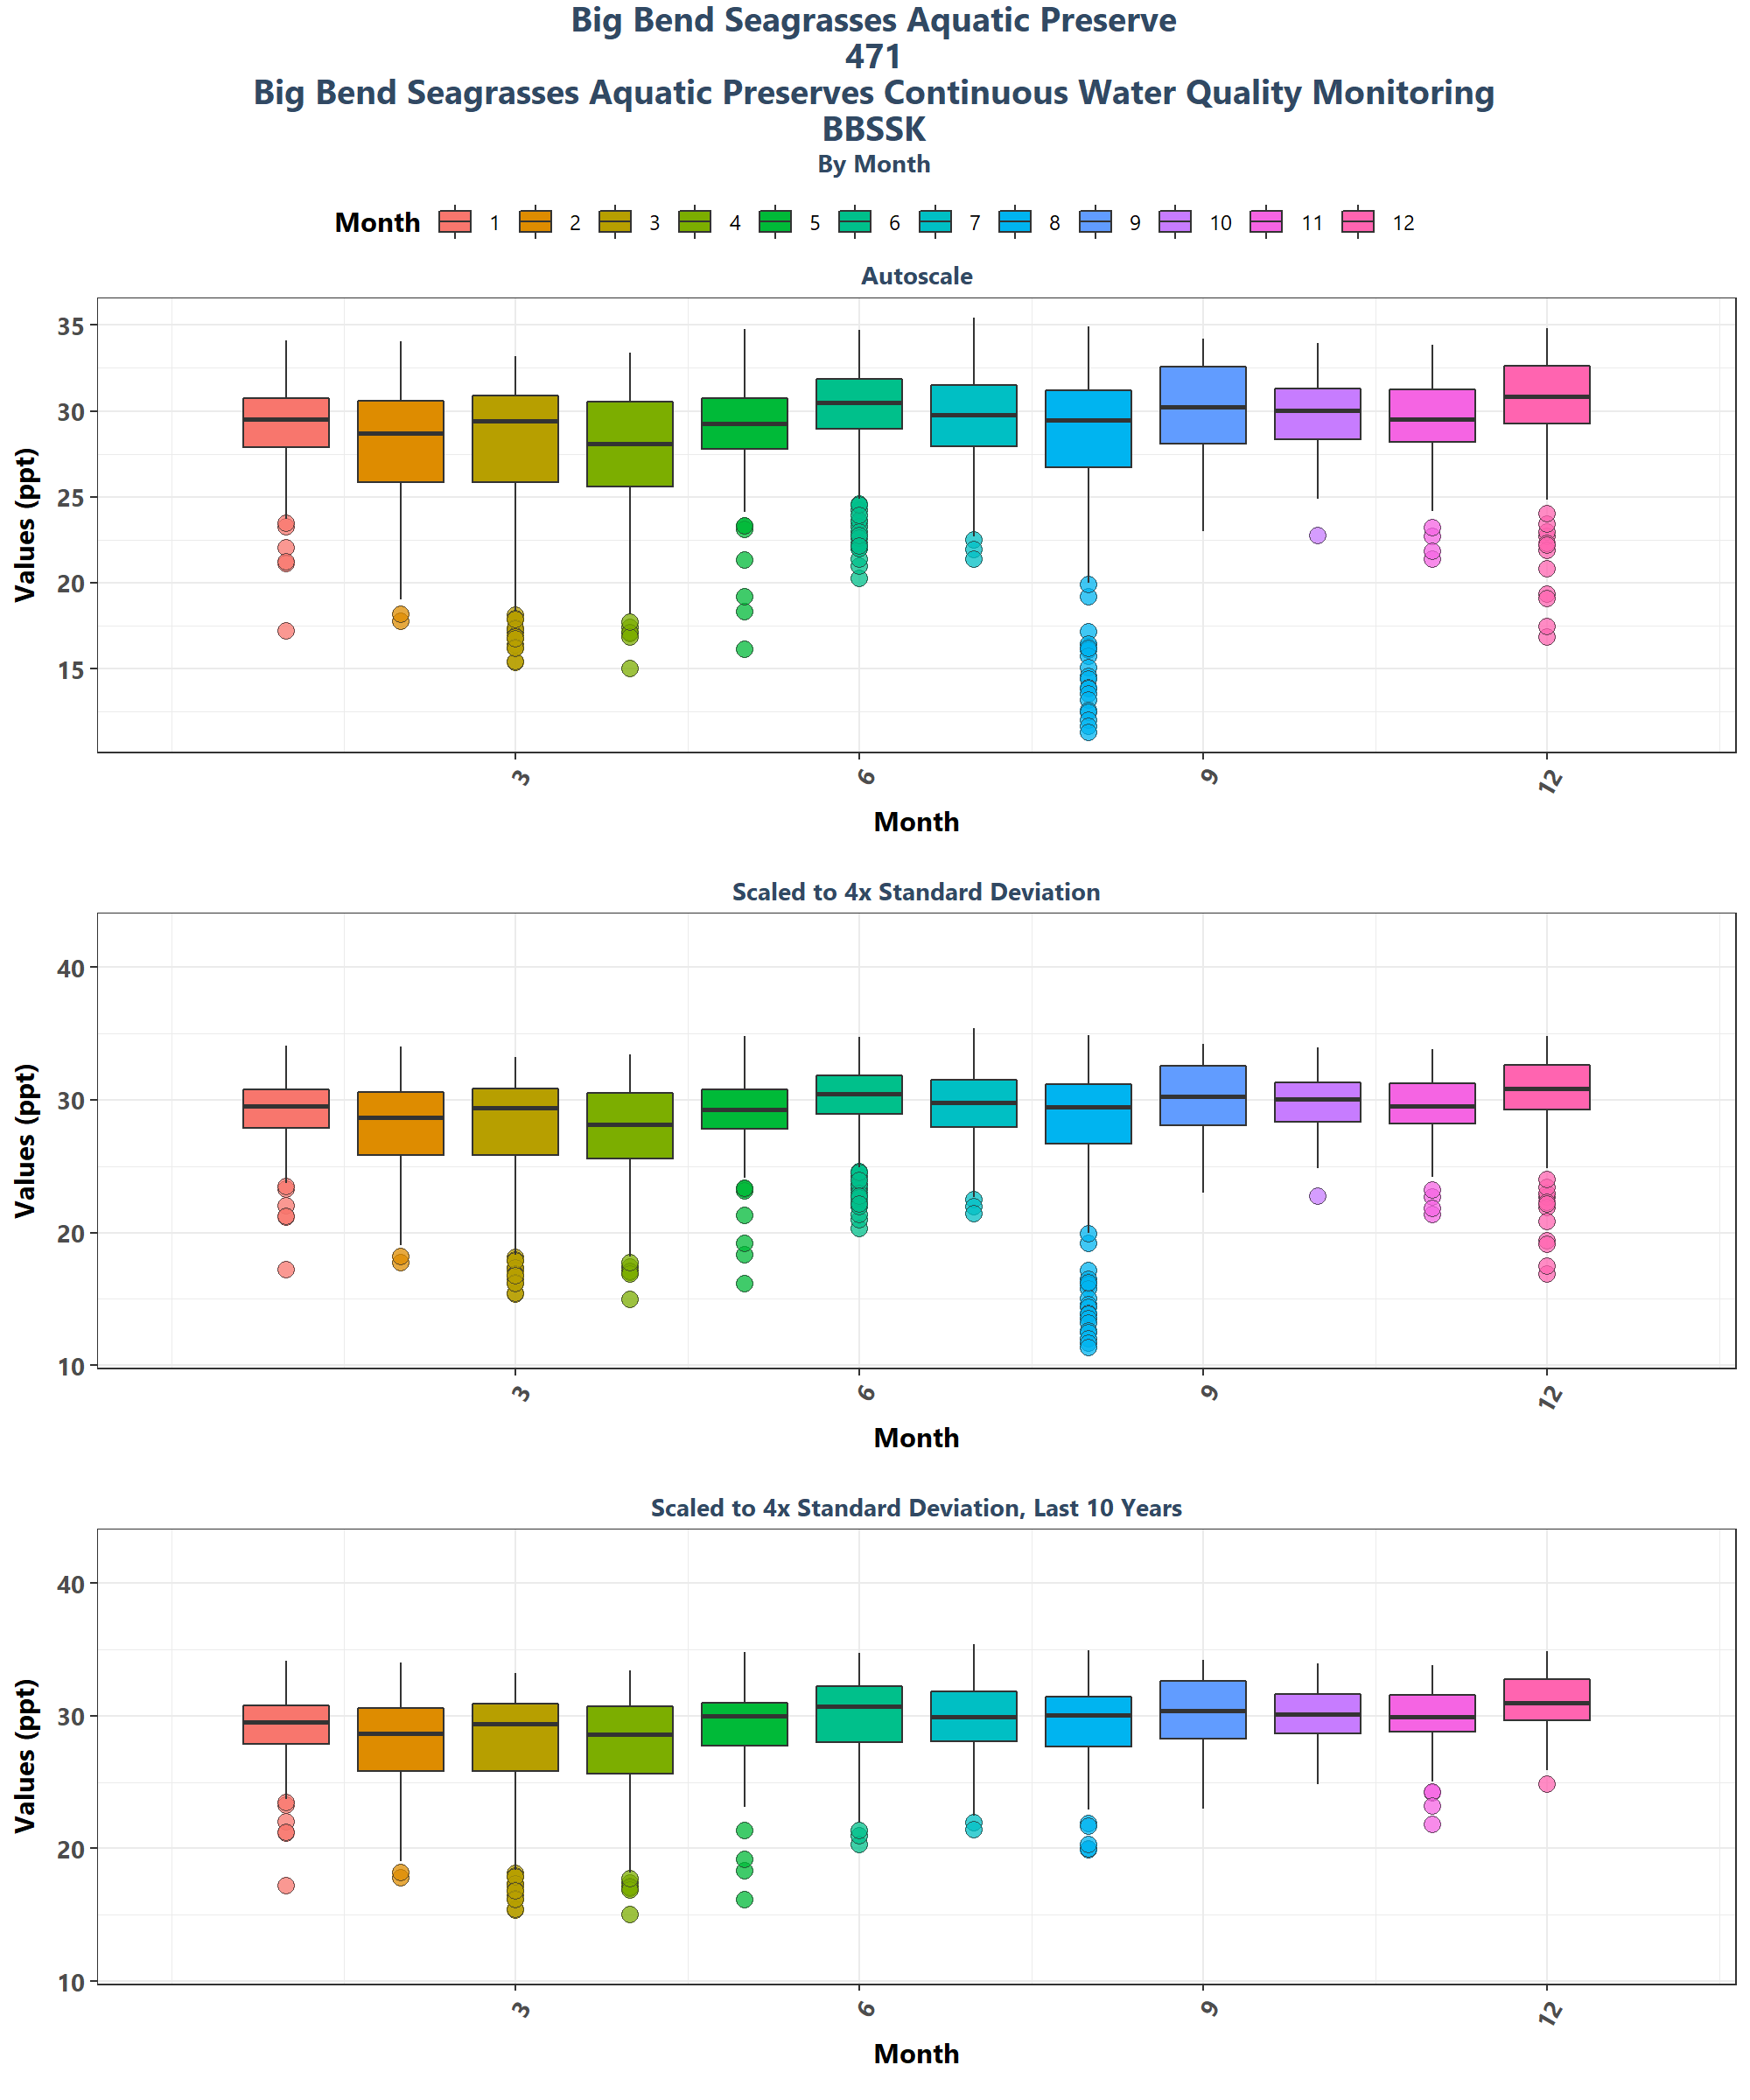 Big Bend Seagrasses Aquatic Preserve
471
Big Bend Seagrasses Aquatic Preserves Continuous Water Quality Monitoring
BBSSK
By Month
Month 1 2 3 4 5 6 7 8 9 10 11 12
Autoscale
Values (ppt)
35
30
25
20
15
3 6 9 12
Month
Scaled to 4x Standard Deviation
Values (ppt)
40
30
20
10
3 6 9 12
Month
Scaled to 4x Standard Deviation, Last 10 Years
Values (ppt)
40
30
20
10
3 6 9 12
Month